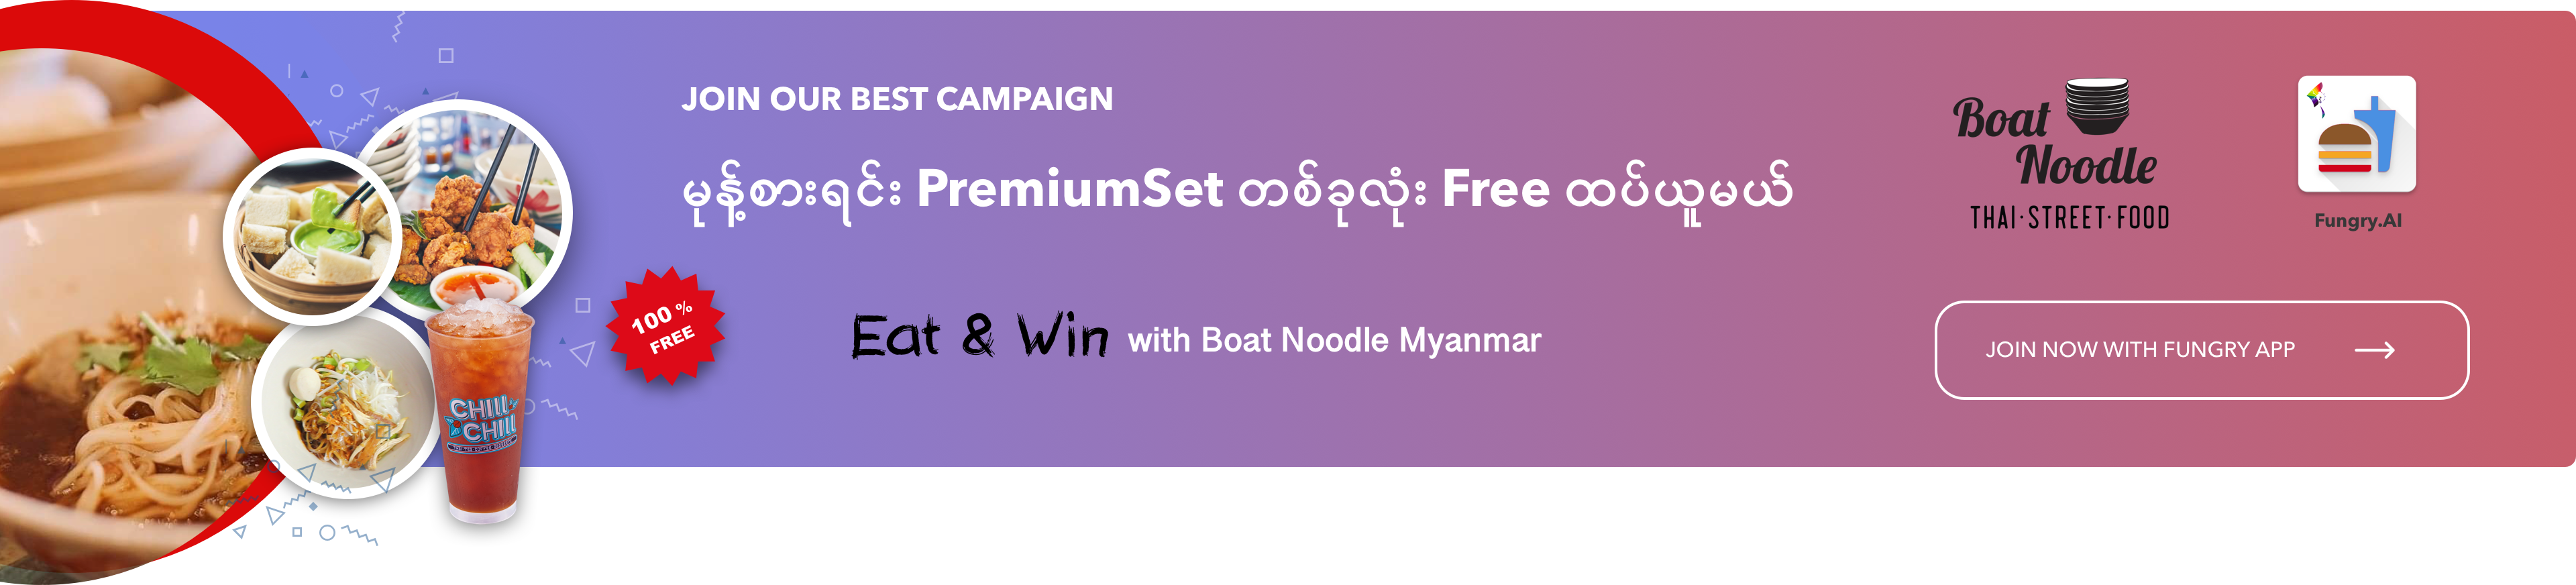 JOIN OUR BEST CAMPAIGN
မုန့်စားရင်း PremiumSet တစ်ခုလုံး Free ထပ်ယူမယ်
100 %
FREE
Eat & Win with Boat Noodle Myanmar
CHILL
CHILL
Boat
Noodle
THAI·STREET·FOOD
Fungry.AI
JOIN NOW WITH FUNGRY APP